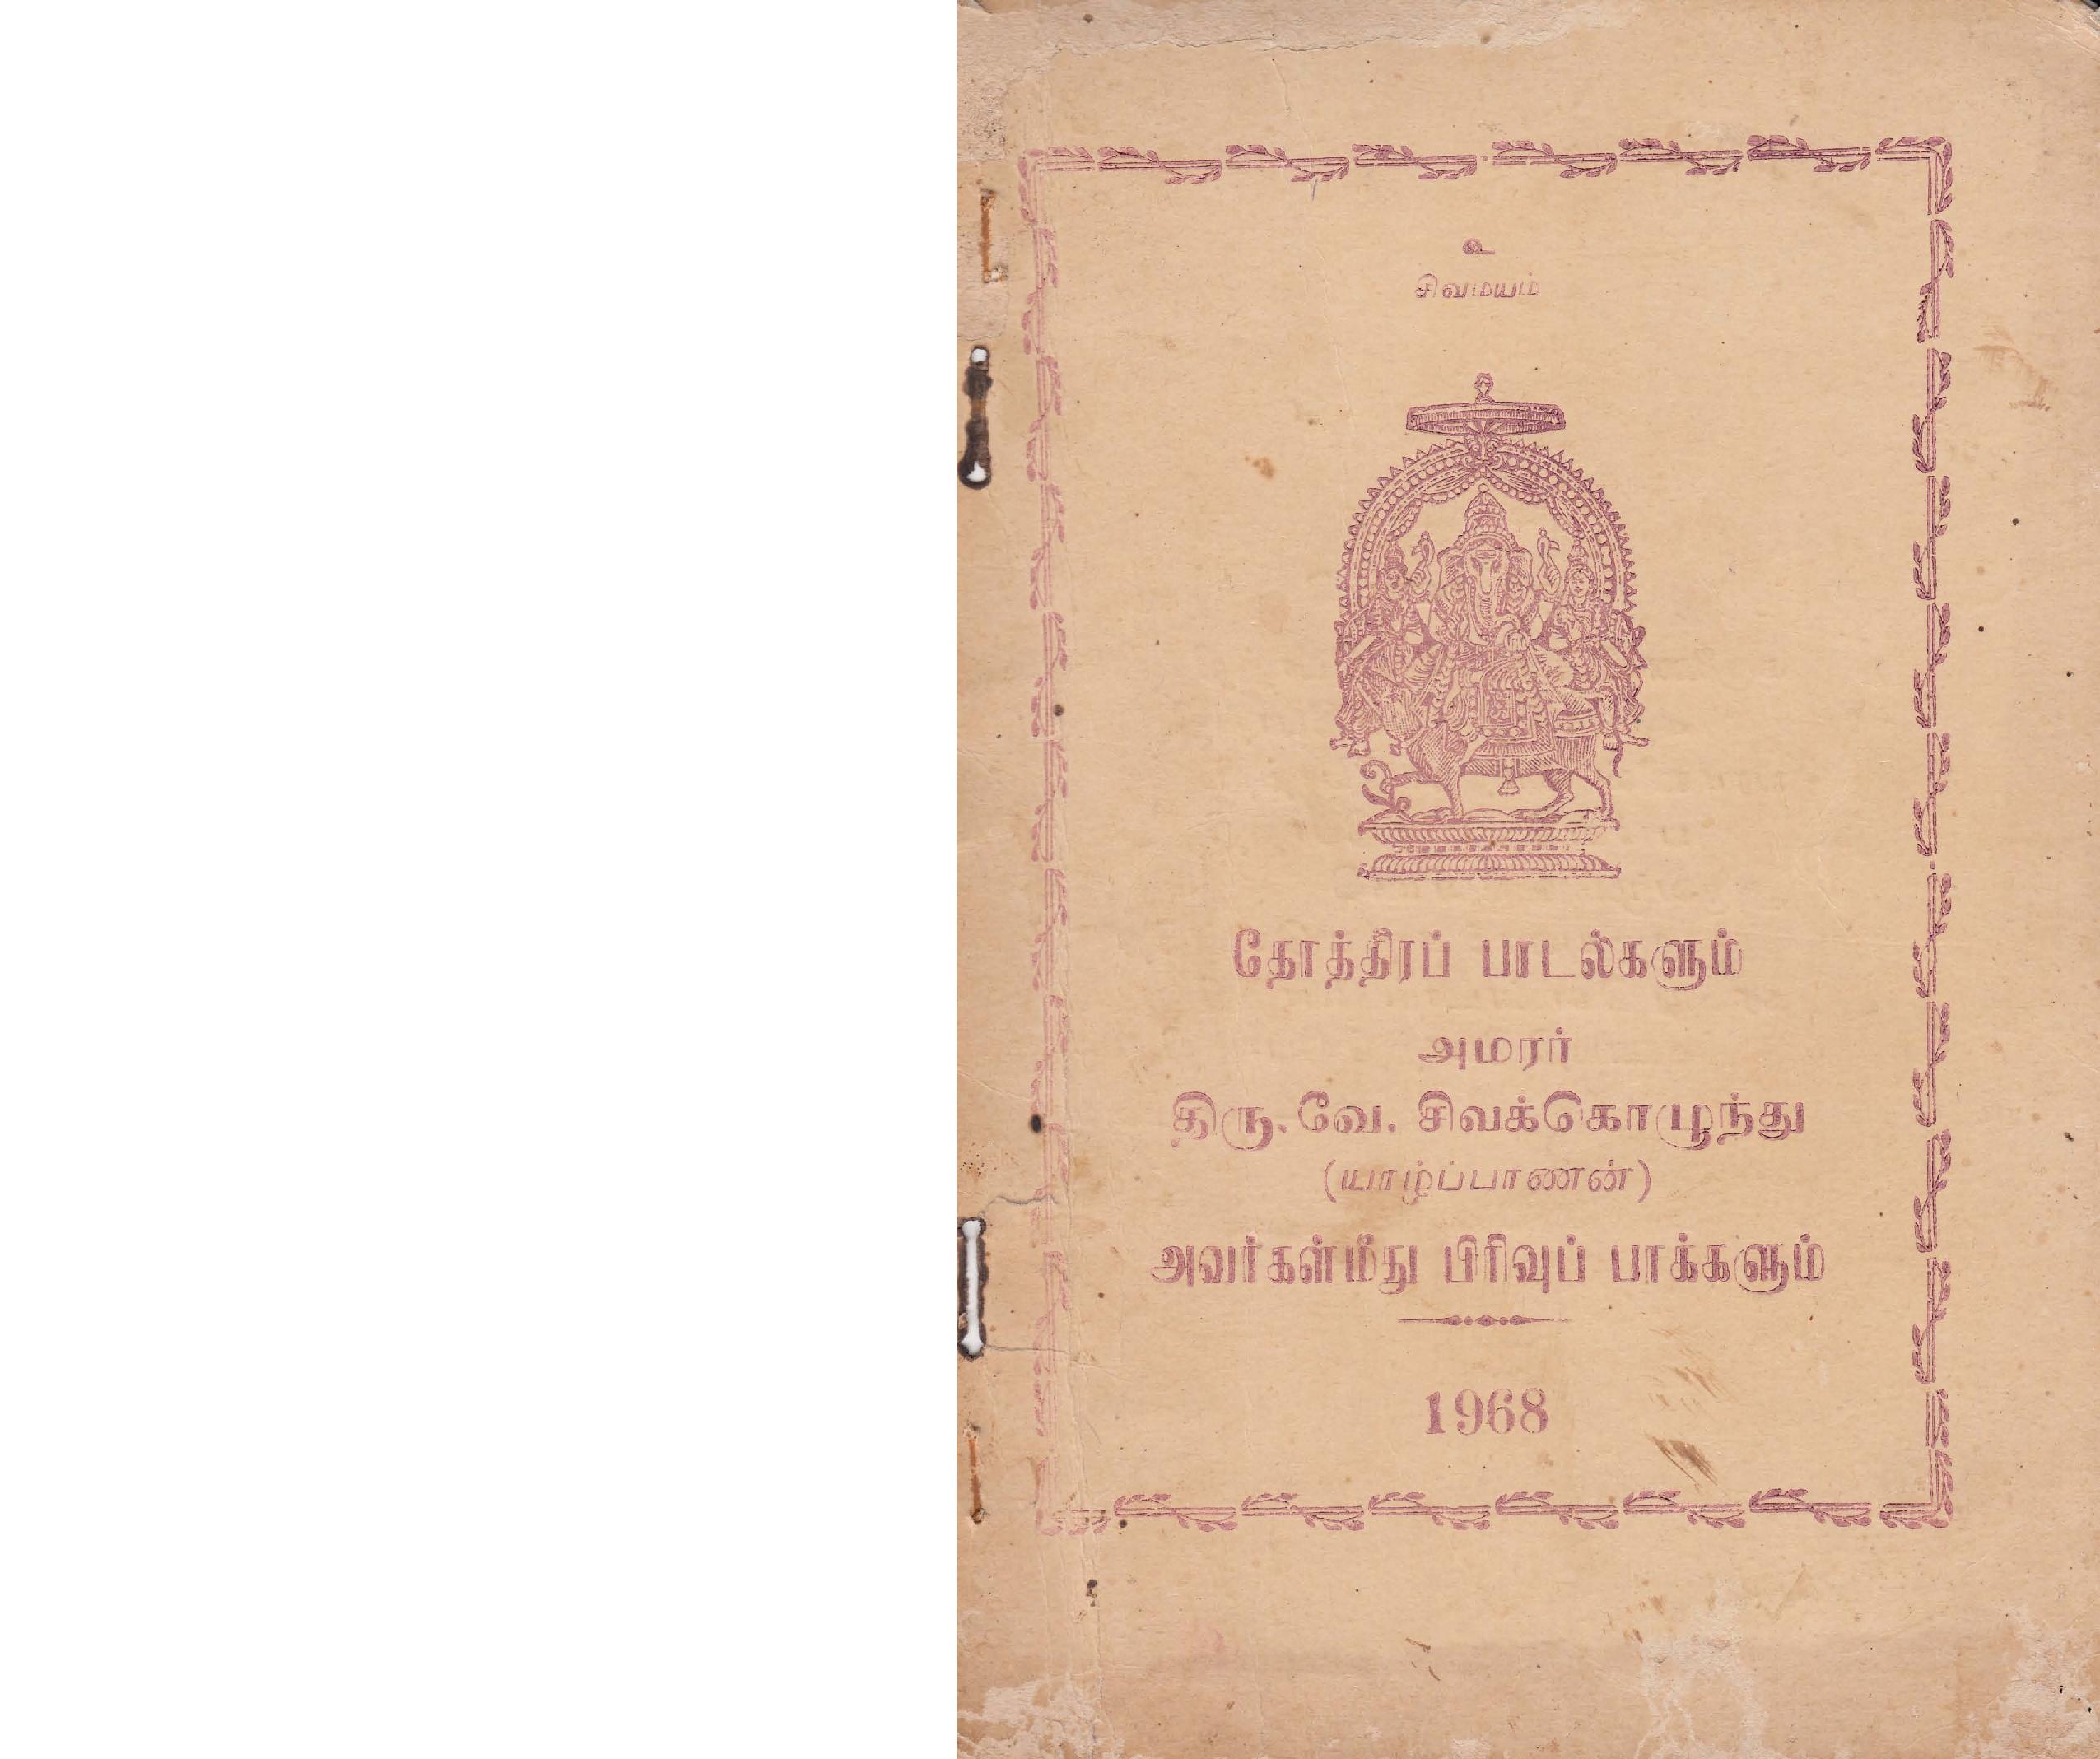 உ
சிவமயம்
தோத்திரப் பாடல்களும்
அமரர்
திரு. வே. சிவக்கொழுந்து
(யாழ்ப்பாணன்)
அவர்கள்மீது பிரிவுப் பாக்களும்
1968